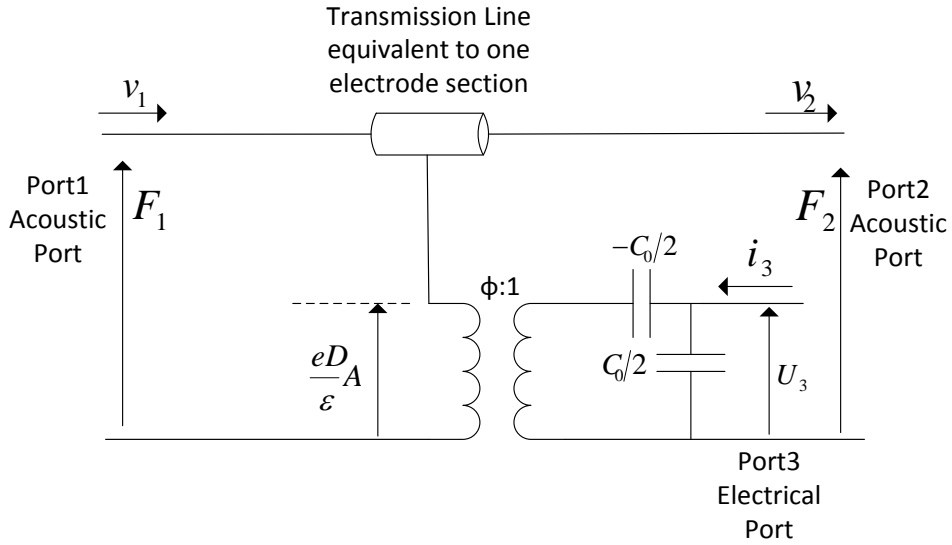 Transmission Line
equivalent to one
electrode section
v₁
v₂
Port1
Acoustic
Port
F₁
F₂
Port2
Acoustic
Port
−C₀/2
i₃
ϕ:1
eD/ε A
C₀/2
U₃
Port3
Electrical
Port